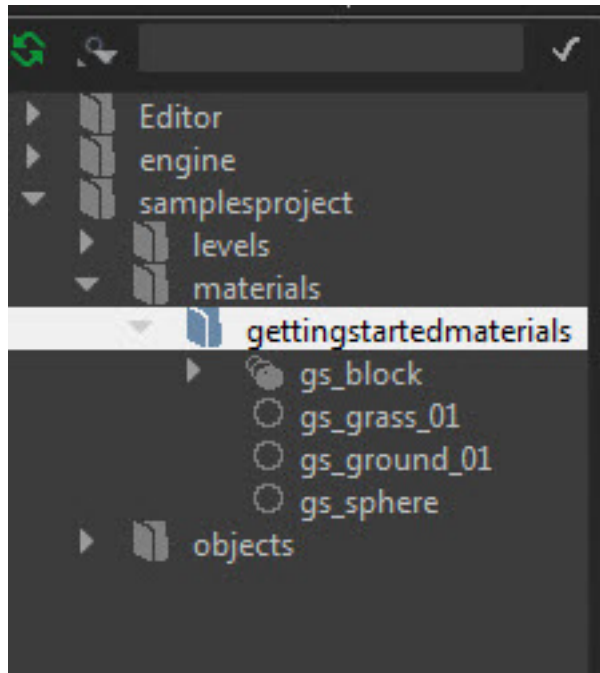 Editor
engine
samplesproject
levels
materials
gettingstartedmaterials
gs_block
gs_grass_01
gs_ground_01
gs_sphere
objects